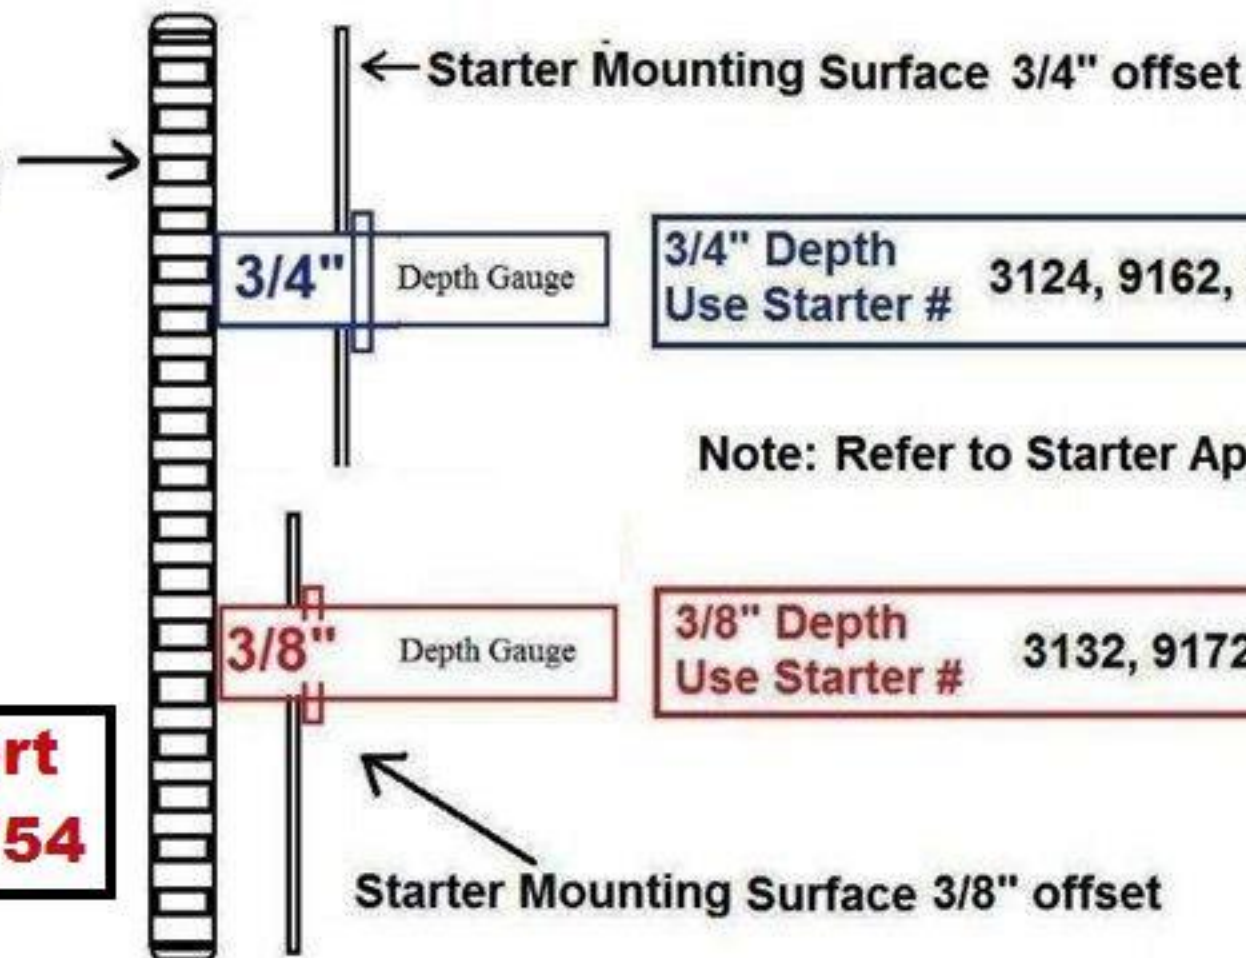 Starter Mounting Surface 3/4" offset
3/4"
Depth Gauge
3/4" Depth
Use Starter #
3124, 9162,
Note: Refer to Starter Ap
3/8"
Depth Gauge
3/8" Depth
Use Starter #
3132, 9172
rt
54
Starter Mounting Surface 3/8" offset